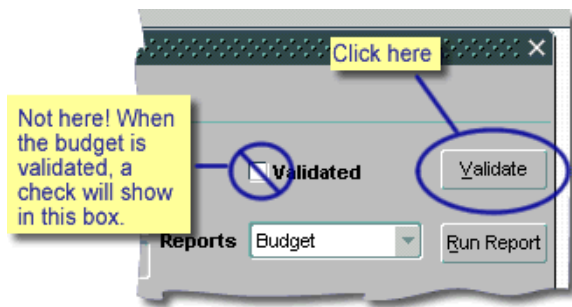 Click here
Not here! When
the budget is
validated, a
check will show
in this box.
Validated
Validate
Reports
Budget
Run Report